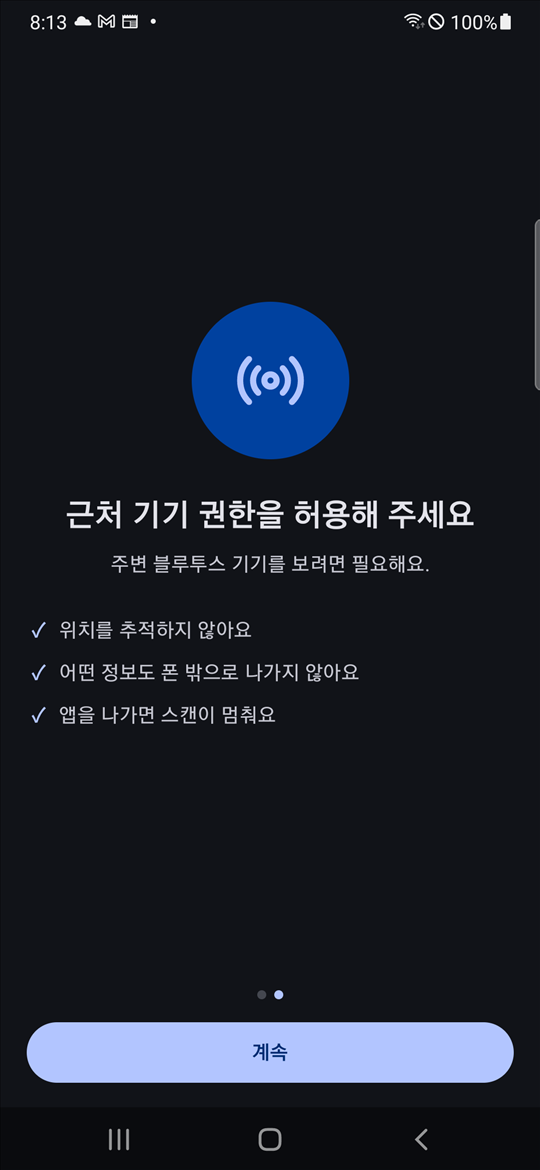 8:13
100%
근처 기기 권한을 허용해 주세요
주변 블루투스 기기를 보려면 필요해요.
✓ 위치를 추적하지 않아요
✓ 어떤 정보도 폰 밖으로 나가지 않아요
✓ 앱을 나가면 스캔이 멈춰요
계속